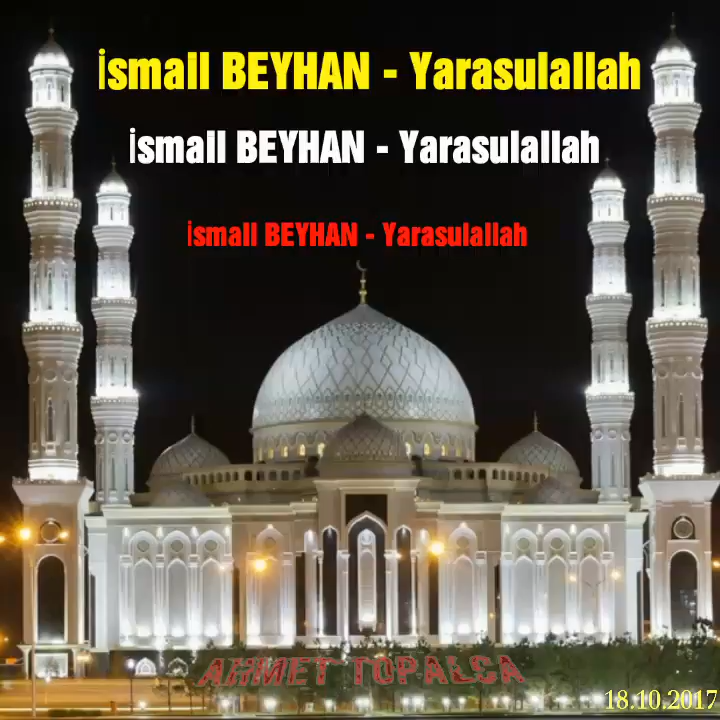 İsmail BEYHAN - Yarasulallah
İsmail BEYHAN - Yarasulallah
İsmail BEYHAN - Yarasulallah
AHMET TOPALCA
18.10.2017